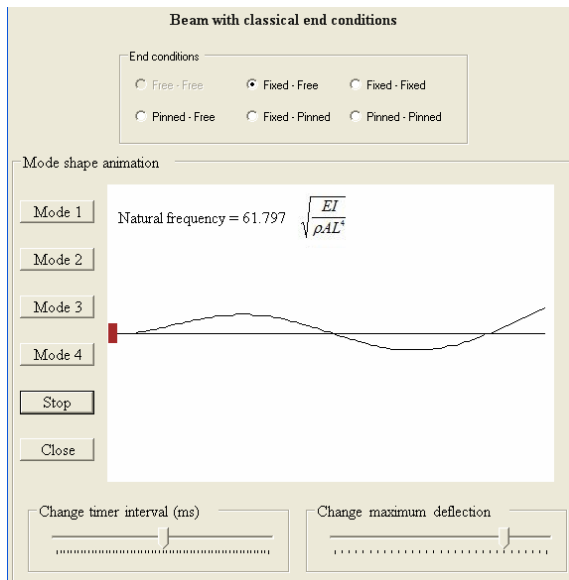 Beam with classical end conditions
End conditions
Free - Free
Fixed - Free
Fixed - Fixed
Pinned - Free
Fixed - Pinned
Pinned - Pinned
Mode shape animation
Mode 1
Mode 2
Mode 3
Mode 4
Stop
Close
Natural frequency = 61.797 √(EI/ρAL⁴)
Change timer interval (ms)
Change maximum deflection